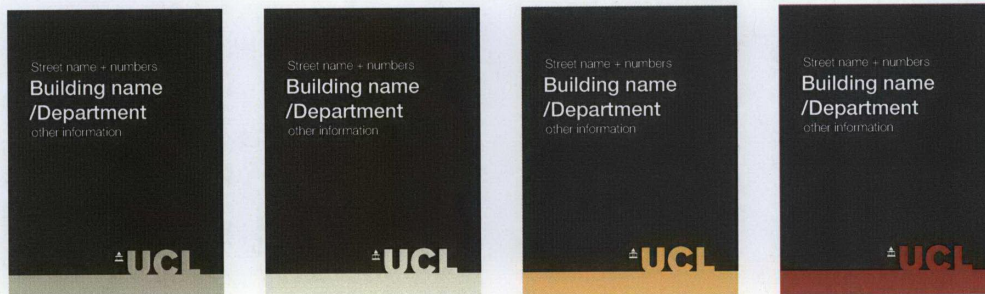 Street name + numbers
Building name
/Department
other information
UCL
Street name + numbers
Building name
/Department
other information
UCL
Street name + numbers
Building name
/Department
other information
UCL
Street name + numbers
Building name
/Department
other information
UCL